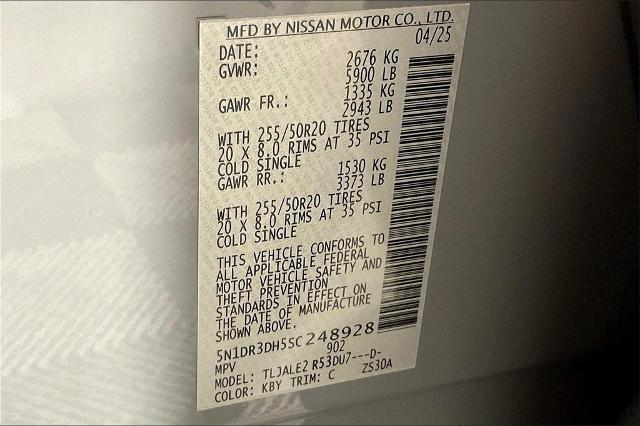 MFD BY NISSAN MOTOR CO., LTD.
DATE: 04/25
GVWR: 2676 KG
5900 LB
GAWR FR.: 1335 KG
2943 LB
WITH 255/50R20 TIRES
20 X 8.0 RIMS AT 35 PSI
COLD SINGLE
GAWR RR.: 1530 KG
3373 LB
WITH 255/50R20 TIRES
20 X 8.0 RIMS AT 35 PSI
COLD SINGLE
THIS VEHICLE CONFORMS TO
ALL APPLICABLE FEDERAL
MOTOR VEHICLE SAFETY AND
THEFT PREVENTION
STANDARDS IN EFFECT ON
THE DATE OF MANUFACTURE
SHOWN ABOVE.
5N1DR3DH5SC248928
MPV 902
MODEL: TLJALE2 R53DU7---D-
COLOR: KBY TRIM: C ZS30A